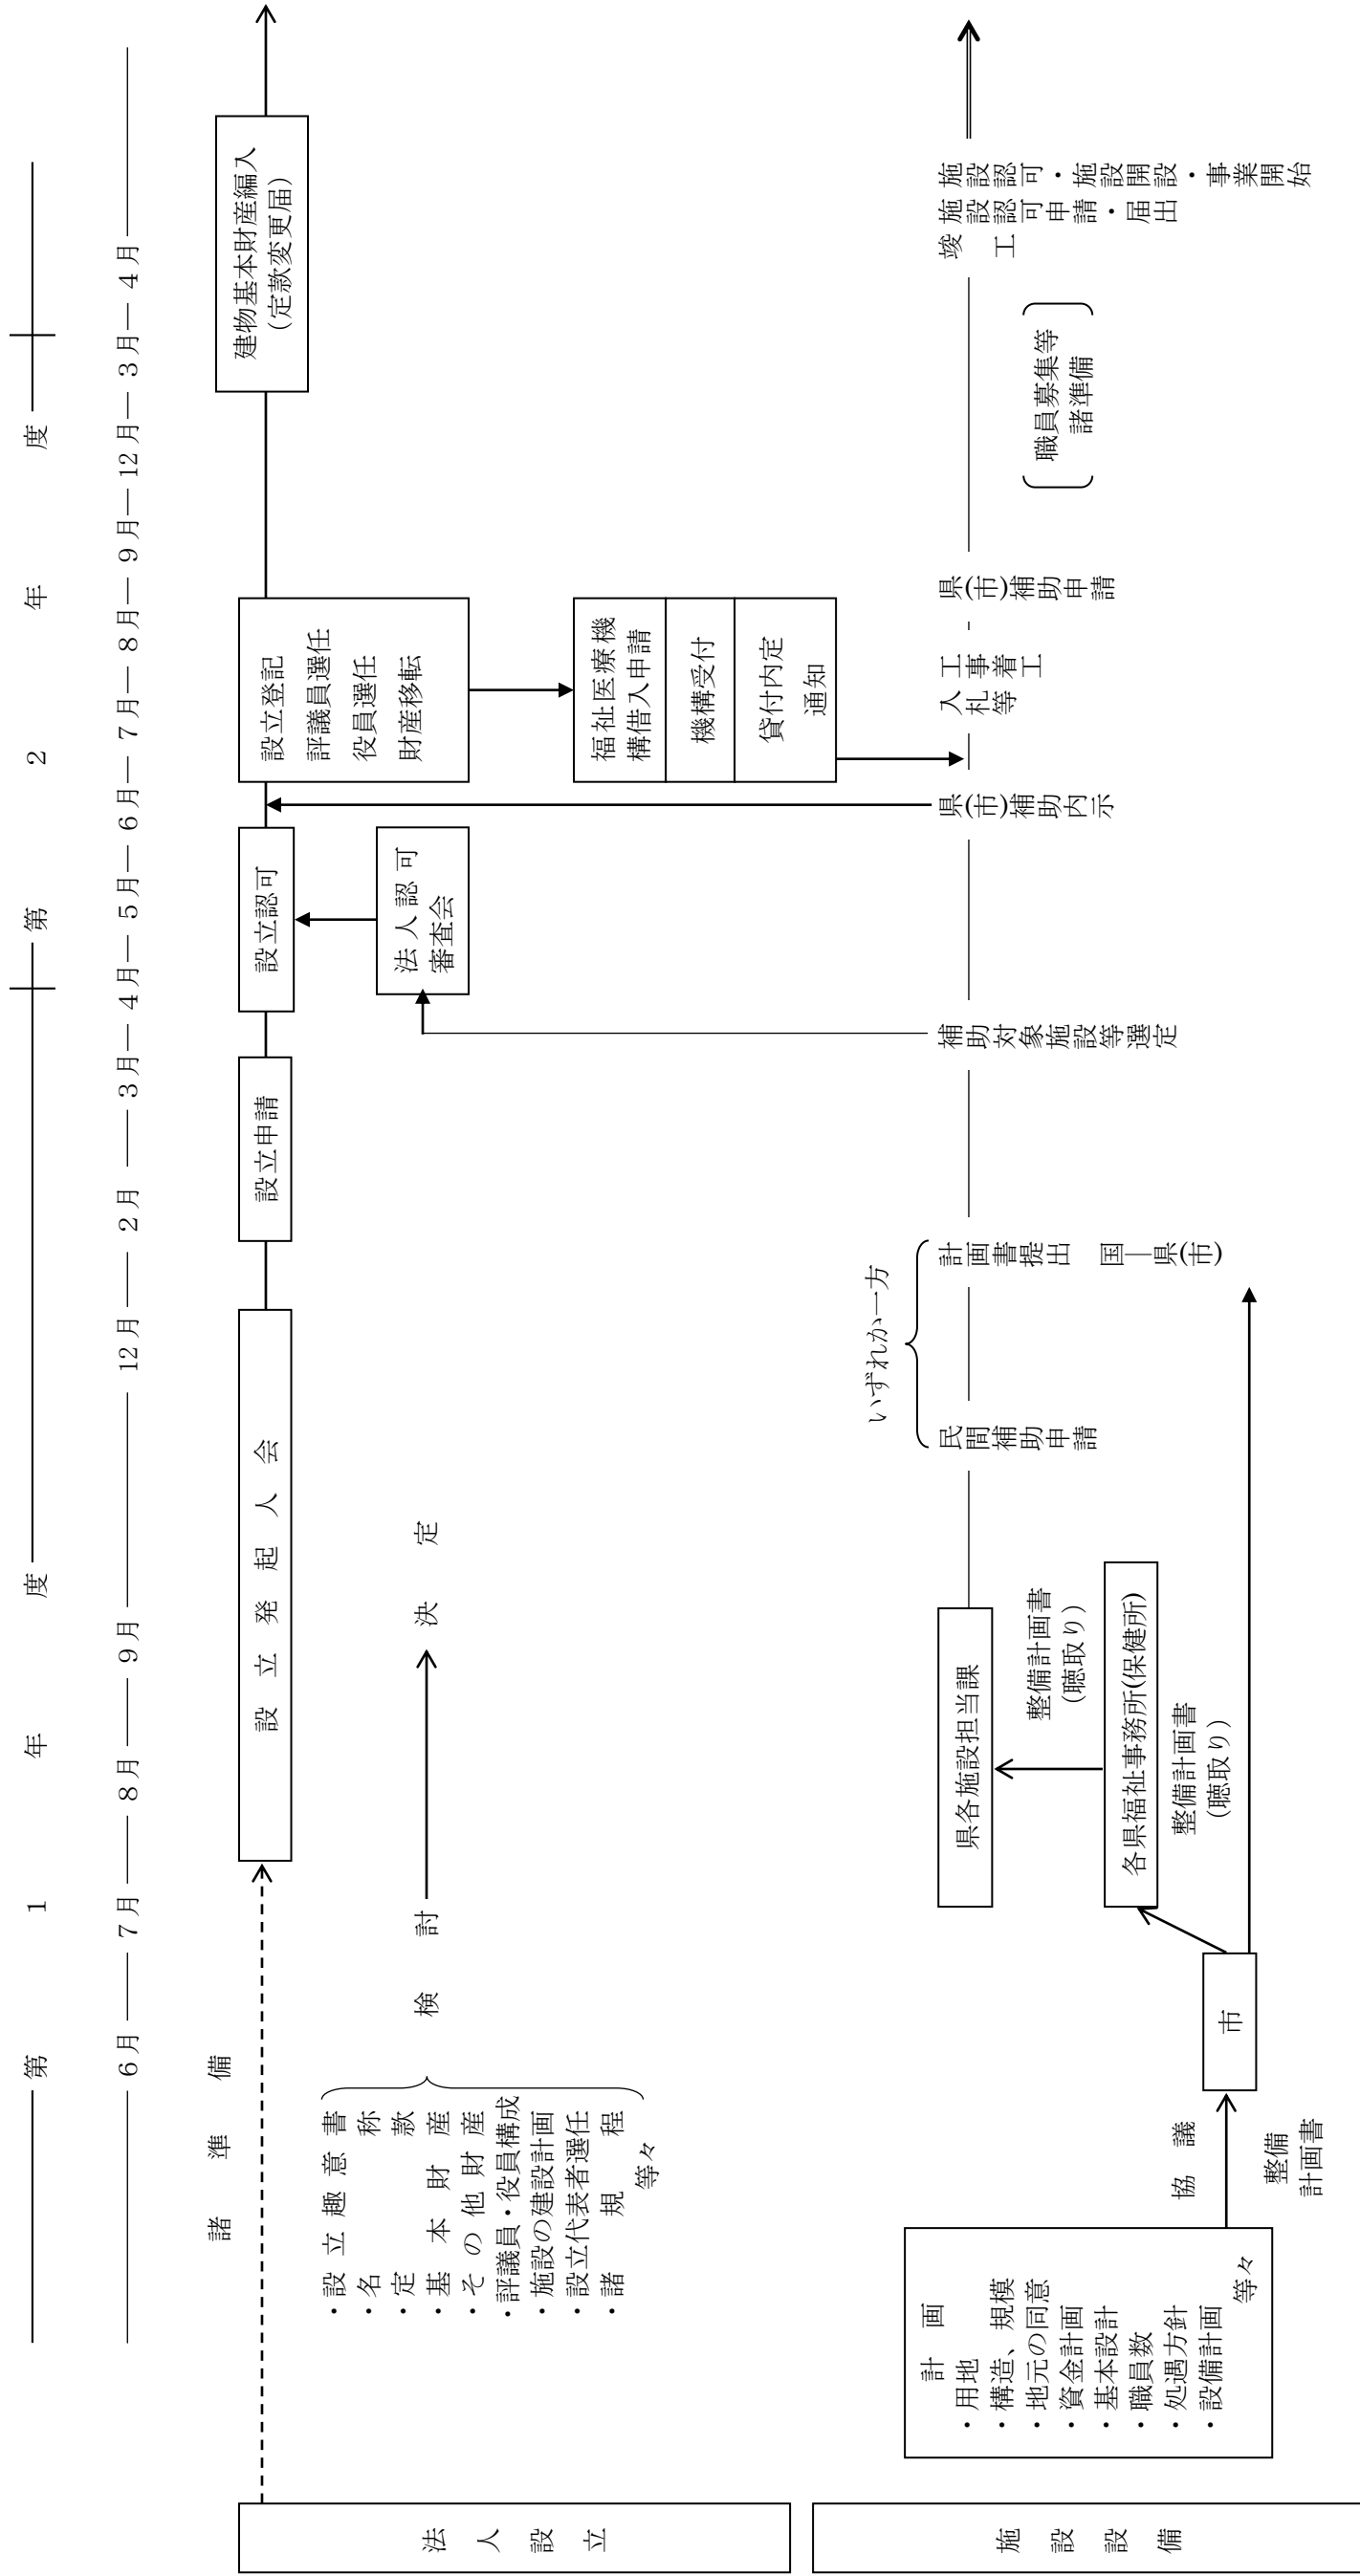 第　１　年　度
第　２　年　度
６月
７月
８月
９月
12月
２月
３月
４月
５月
６月
７月
８月
９月
12月
３月
４月
法人設立
諸準備
設立発起人会
設立申請
設立認可
設立登記
評議員選任
役員選任
財産移転
建物基本財産編入
（定款変更届）
・設立趣意書
・名称
・定款
・基本財産
・その他財産
・評議員・役員構成
・施設の建設計画
・設立代表者選任
・諸規程
等々
検討
決定
法人認可
審査会
福祉医療機
構借入申請
機構受付
貸付内定
通知
施設設備
計画
・用地
・構造、規模
・地元の同意
・資金計画
・基本設計
・職員数
・処遇方針
・設備計画
等々
協議
整備
計画書
市
各県福祉事務所(保健所)
整備計画書
（聴取り）
県各施設担当課
整備計画書
（聴取り）
いずれか一方
民間補助申請
計画書提出　国―県(市)
補助対象施設等選定
県(市)補助内示
入札等
工事着工
県(市)補助申請
職員募集等
諸準備
竣工
施設認可申請・届出
施設認可・施設開設・事業開始